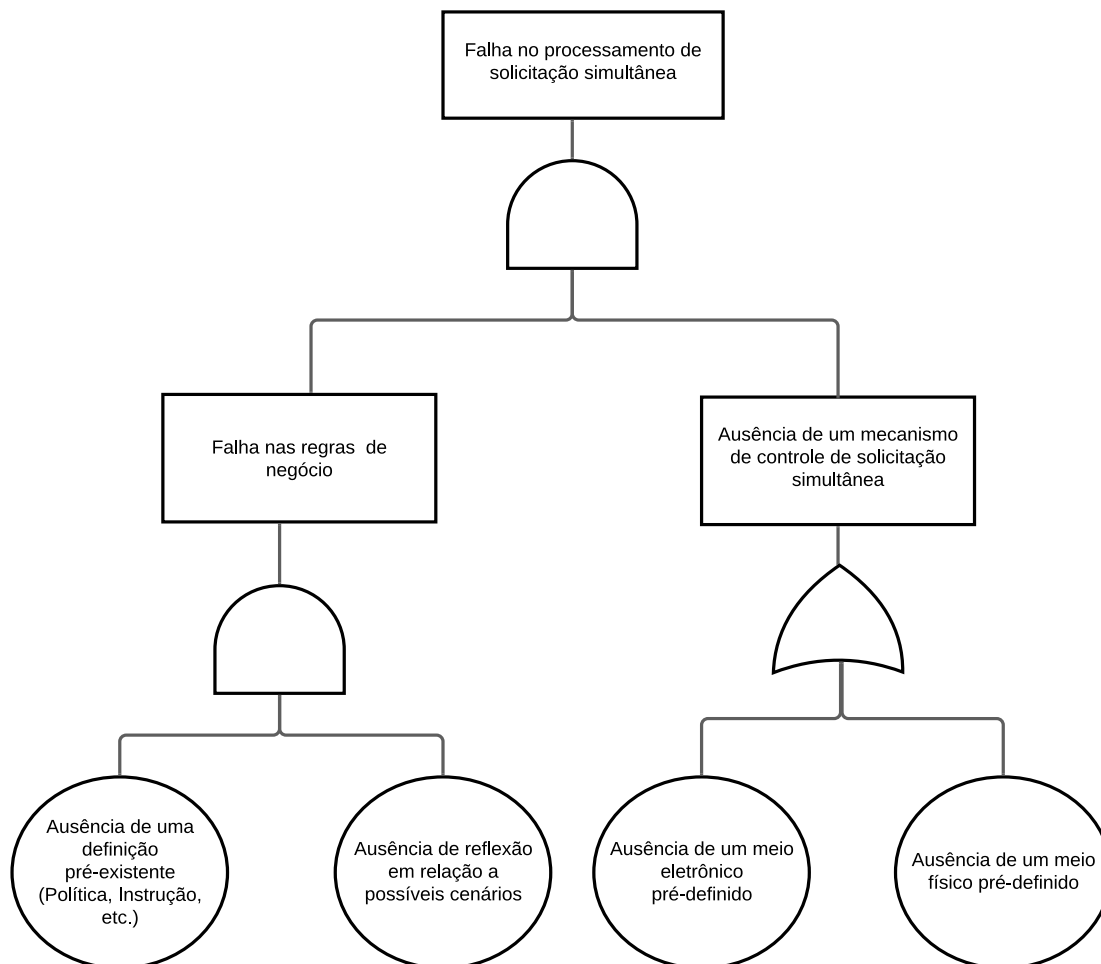 Falha no processamento de
solicitação simultânea
Falha nas regras de
negócio
Ausência de um mecanismo
de controle de solicitação
simultânea
Ausência de uma
definição
pré-existente
(Política, Instrução,
etc.)
Ausência de reflexão
em relação a
possíveis cenários
Ausência de um meio
eletrônico
pré-definido
Ausência de um meio
físico pré-definido